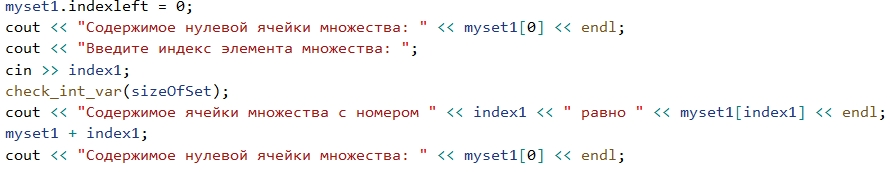 myset1.indexleft = 0;
cout << "Содержимое нулевой ячейки множества: " << myset1[0] << endl;
cout << "Введите индекс элемента множества: ";
cin >> index1;
check_int_var(sizeOfSet);
cout << "Содержимое ячейки множества с номером " << index1 << " равно " << myset1[index1] << endl;
myset1 + index1;
cout << "Содержимое нулевой ячейки множества: " << myset1[0] << endl;